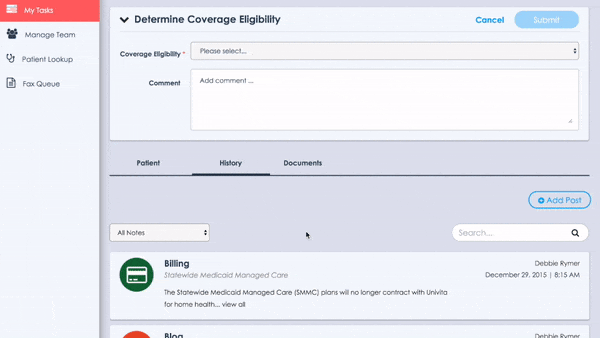 My Tasks
Manage Team
Patient Lookup
Fax Queue
Determine Coverage Eligibility
Cancel
Submit
Coverage Eligibility *
Please select...
Comment
Add comment ...
Patient
History
Documents
Add Post
All Notes
Search...
Billing
Debbie Rymer
Statewide Medicaid Managed Care
December 29, 2015 | 8:15 AM
The Statewide Medicaid Managed Care (SMMC) plans will no longer contract with Univita
for home health... view all
Blog
Debbie Rymer